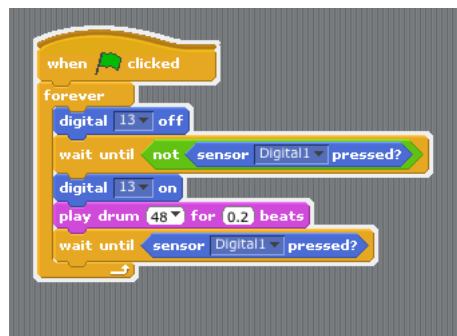 when clicked
forever
digital 13 off
wait until not sensor Digital1 pressed?
digital 13 on
play drum 48 for 0.2 beats
wait until sensor Digital1 pressed?